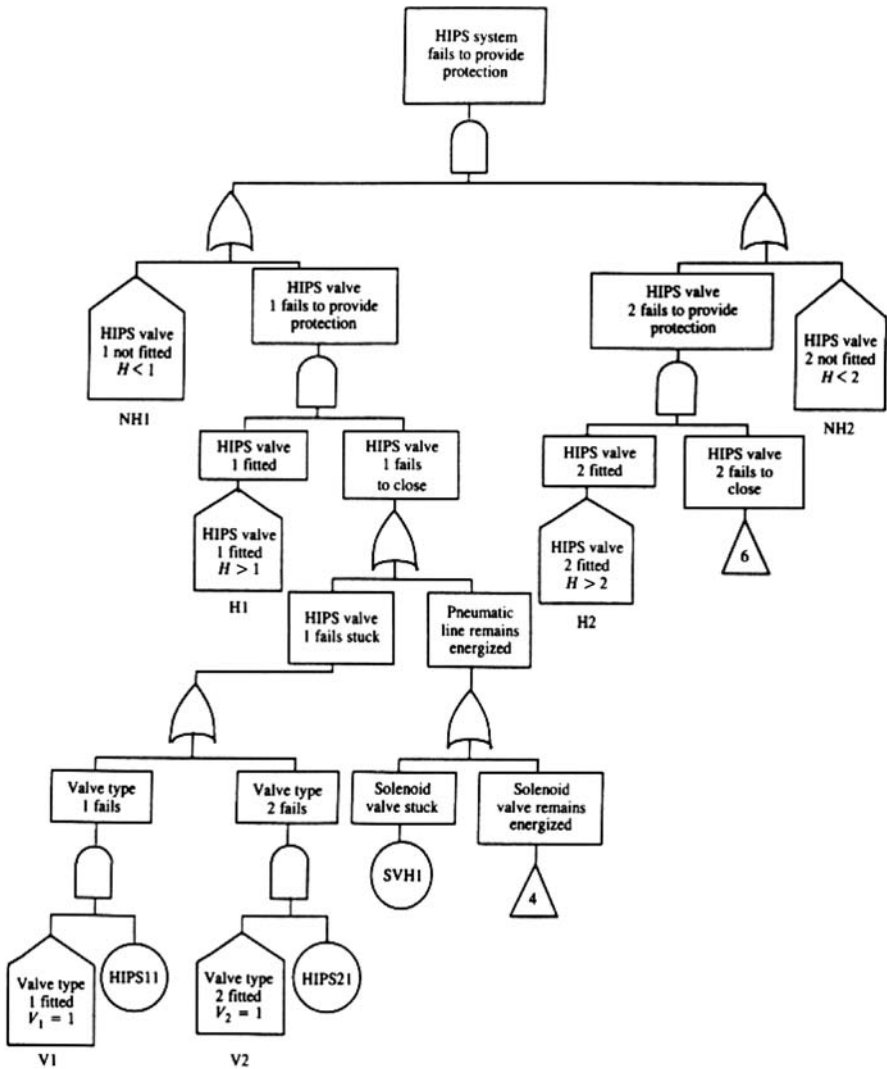 HIPS system
fails to provide
protection
HIPS valve
1 not fitted
H < 1
NH1
HIPS valve
1 fails to provide
protection
HIPS valve
2 fails to provide
protection
HIPS valve
2 not fitted
H < 2
NH2
HIPS valve
1 fitted
HIPS valve
1 fails
to close
HIPS valve
2 fitted
HIPS valve
2 fails to
close
HIPS valve
1 fitted
H > 1
H1
HIPS valve
2 fitted
H > 2
H2
6
HIPS valve
1 fails stuck
Pneumatic
line remains
energized
Valve type
1 fails
Valve type
2 fails
Solenoid
valve stuck
Solenoid
valve remains
energized
SVH1
4
Valve type
1 fitted
V₁ = 1
V1
HIPS11
Valve type
2 fitted
V₂ = 1
V2
HIPS21